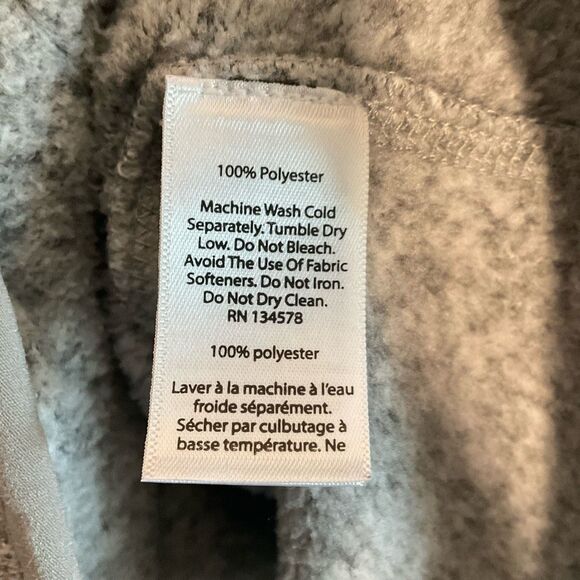 100% Polyester
Machine Wash Cold
Separately. Tumble Dry
Low. Do Not Bleach.
Avoid The Use Of Fabric
Softeners. Do Not Iron.
Do Not Dry Clean.
RN 134578
100% polyester
Laver à la machine à l'eau
froide séparément.
Sécher par culbutage à
basse température. Ne